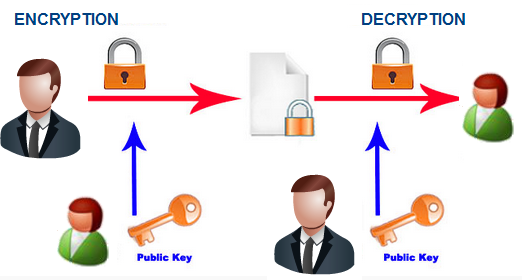 ENCRYPTION
DECRYPTION
Public Key
Public Key